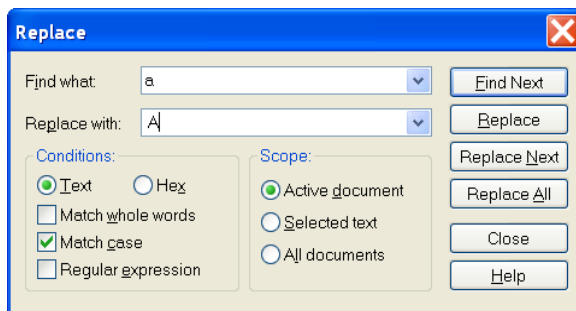 Replace
Find what: a
Replace with: A
Conditions:
Text Hex
Match whole words
Match case
Regular expression
Scope:
Active document
Selected text
All documents
Find Next
Replace
Replace Next
Replace All
Close
Help